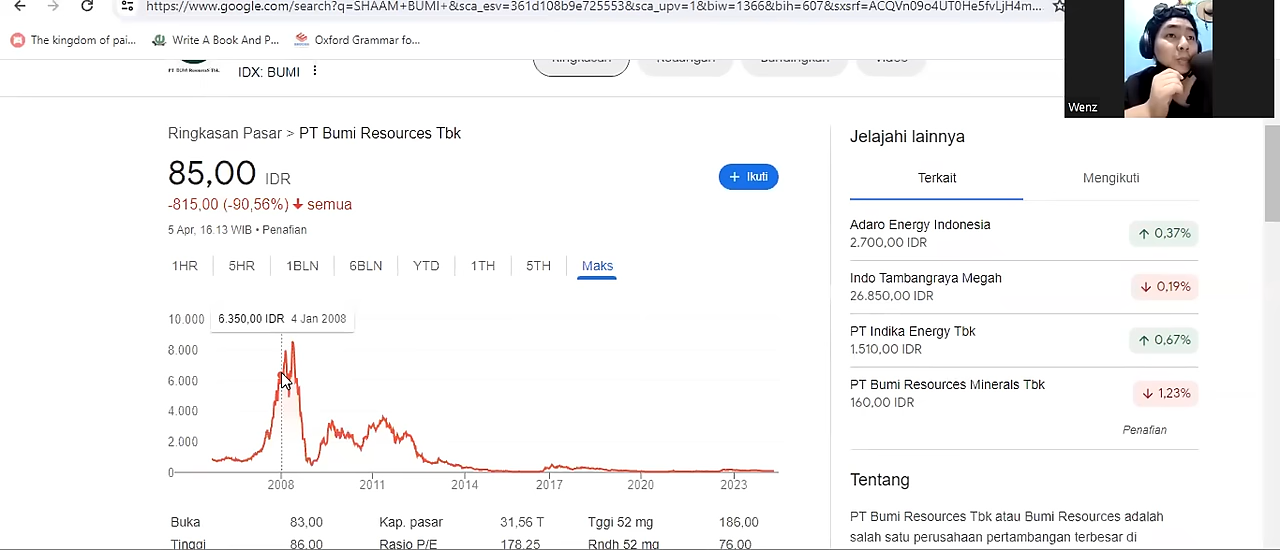 https://www.google.com/search?q=SHAAM+BUMI+&sca_esv=361d108b9e725553&sca_upv=1&biw=1366&bih=607&sxsrf=ACQVn09o4UT0He5fvLjH4m...
The kingdom of pai...
Write A Book And P...
Oxford Grammar fo...
Wenz
PT BUMI Resources Tbk.
IDX: BUMI
Ringkasan
Keuangan
Bandingkan
Video
Ringkasan Pasar > PT Bumi Resources Tbk
85,00 IDR
+ Ikuti
-815,00 (-90,56%) semua
5 Apr, 16.13 WIB • Penafian
1HR
5HR
1BLN
6BLN
YTD
1TH
5TH
Maks
6.350,00 IDR 4 Jan 2008
10.000
8.000
6.000
4.000
2.000
0
2008
2011
2014
2017
2020
2023
Buka 83,00
Kap. pasar 31,56 T
Tggi 52 mg 186,00
Tinggi 86,00
Rasio P/E 178,25
Rndh 52 mg 76,00
Jelajahi lainnya
Terkait
Mengikuti
Adaro Energy Indonesia
2.700,00 IDR
0,37%
Indo Tambangraya Megah
26.850,00 IDR
0,19%
PT Indika Energy Tbk
1.510,00 IDR
0,67%
PT Bumi Resources Minerals Tbk
160,00 IDR
1,23%
Penafian
Tentang
PT Bumi Resources Tbk atau Bumi Resources adalah
salah satu perusahaan pertambangan terbesar di